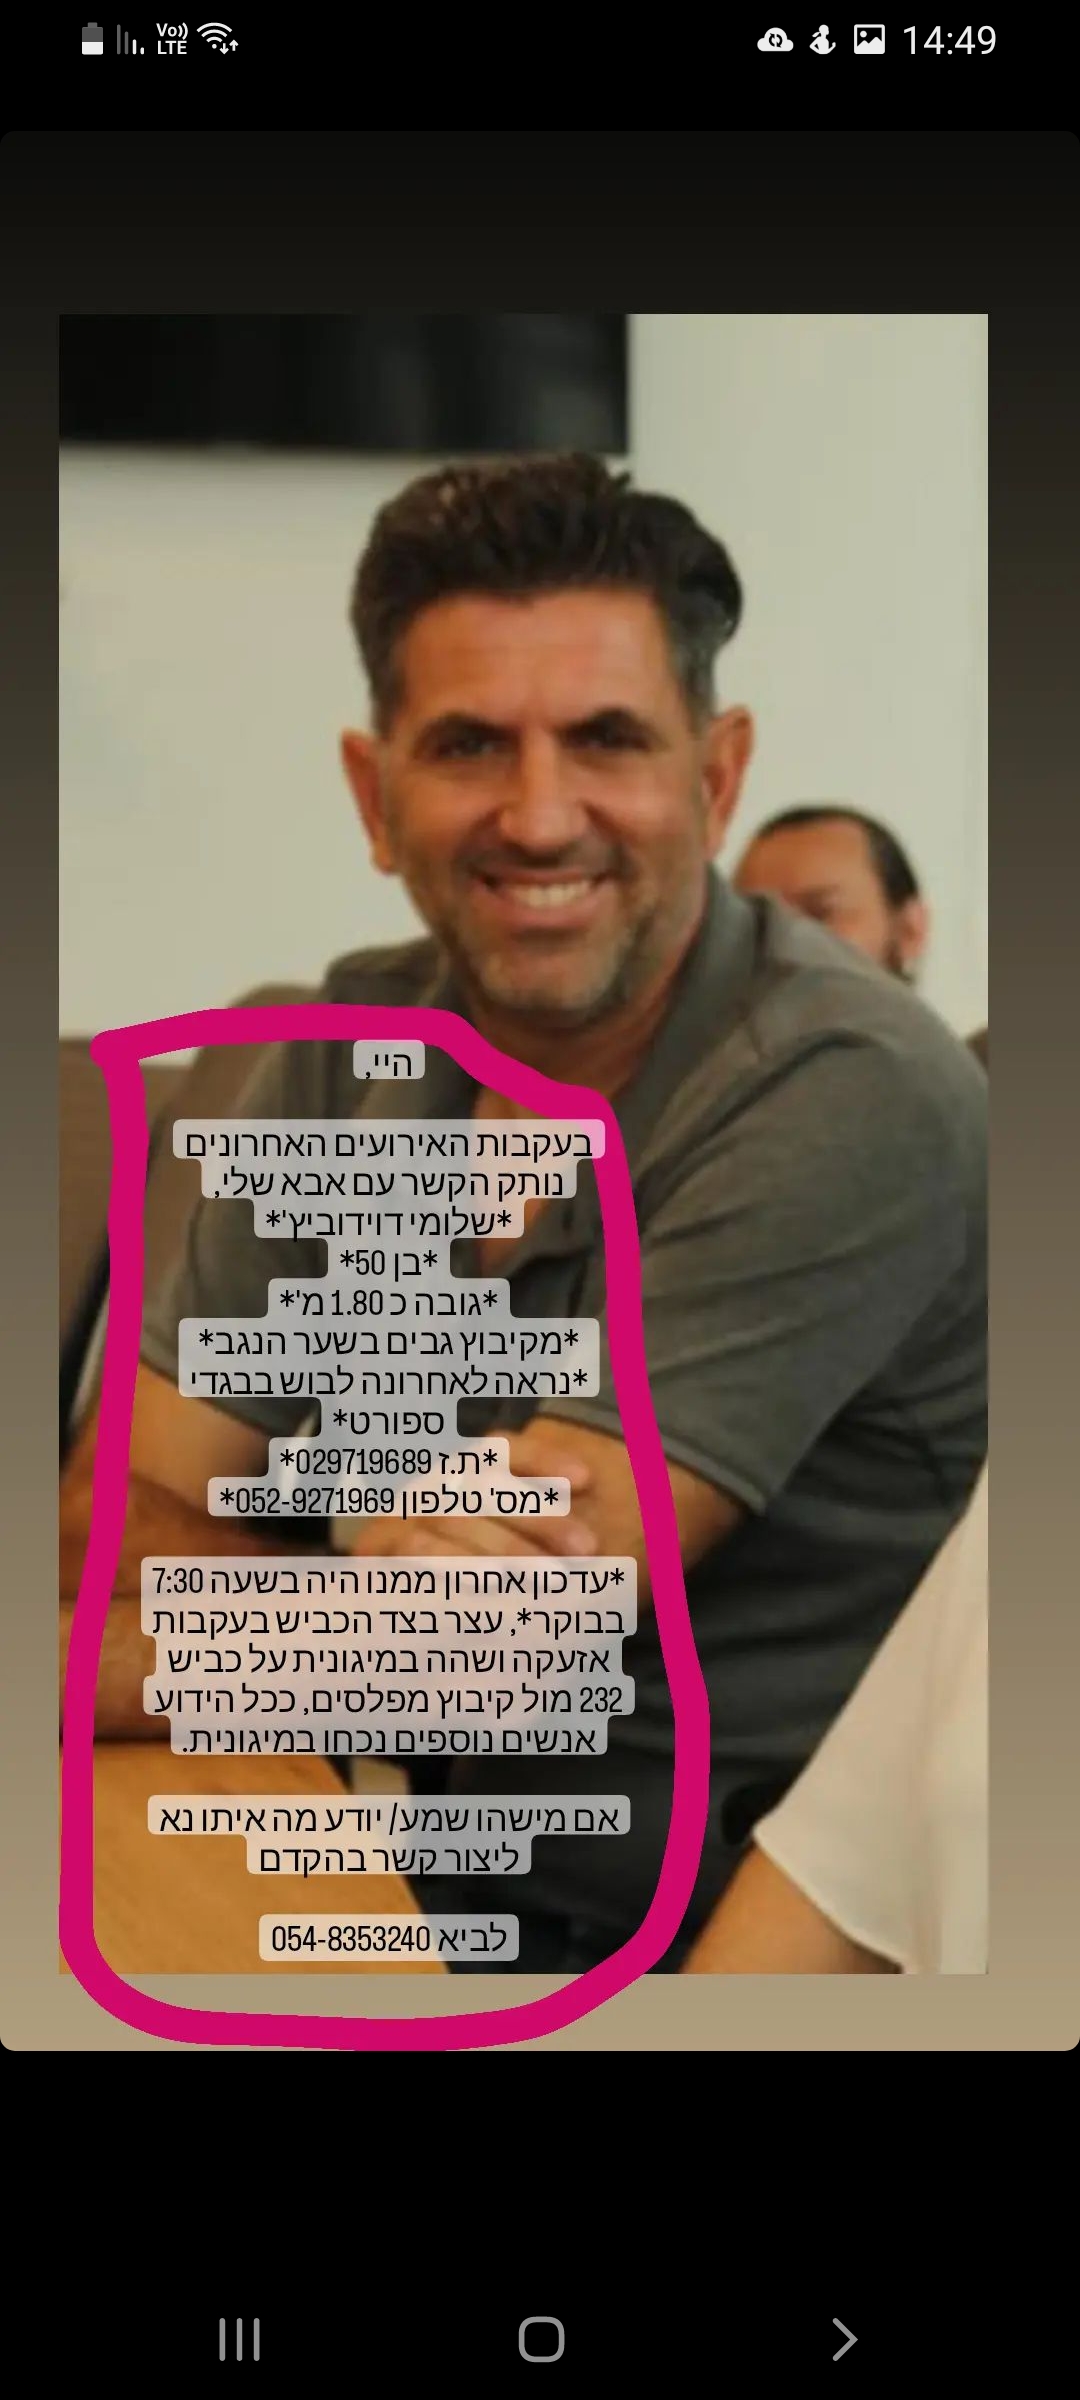 14:49
Vo)) LTE
היי,
בעקבות האירועים האחרונים
נותק הקשר עם אבא שלי,
*שלומי דוידוביץ'*
*בן 50*
*גובה כ 1.80 מ'*
*מקיבוץ גבים בשער הנגב*
*נראה לאחרונה לבוש בבגדי
ספורט*
*ת.ז 029719689*
*מס' טלפון 052-9271969*
*עדכון אחרון ממנו היה בשעה 7:30
בבוקר*, עצר בצד הכביש בעקבות
אזעקה ושהה במיגונית על כביש
232 מול קיבוץ מפלסים, ככל הידוע
אנשים נוספים נכחו במיגונית.
אם מישהו שמע/ יודע מה איתו נא
ליצור קשר בהקדם
לביא 054-8353240